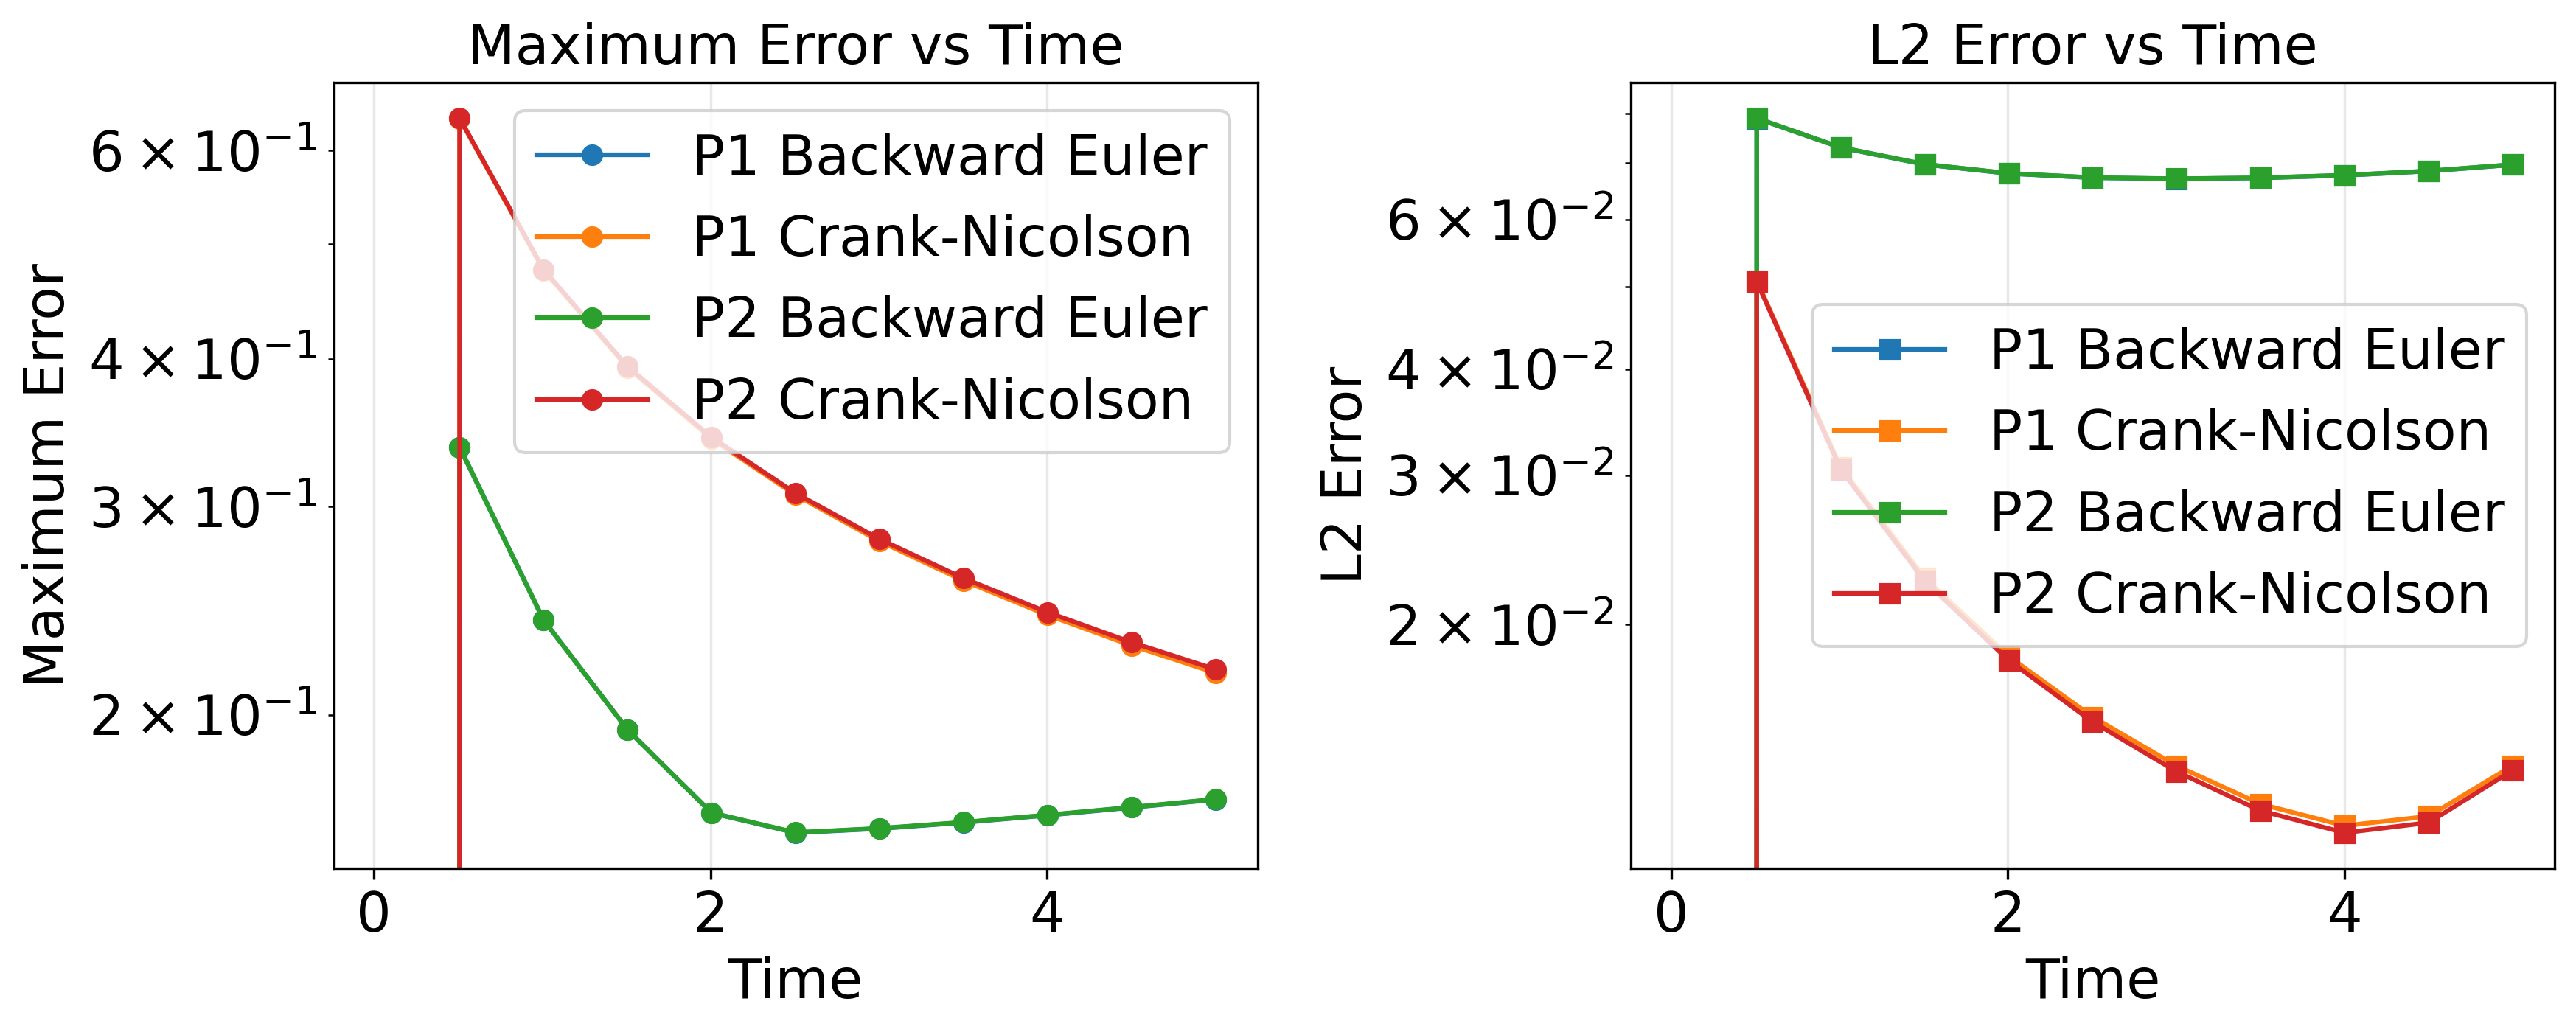 Maximum Error vs Time
Maximum Error
6 × 10⁻¹
4 × 10⁻¹
3 × 10⁻¹
2 × 10⁻¹
P1 Backward Euler
P1 Crank-Nicolson
P2 Backward Euler
P2 Crank-Nicolson
0 2 4
Time
L2 Error vs Time
L2 Error
6 × 10⁻²
4 × 10⁻²
3 × 10⁻²
2 × 10⁻²
P1 Backward Euler
P1 Crank-Nicolson
P2 Backward Euler
P2 Crank-Nicolson
0 2 4
Time